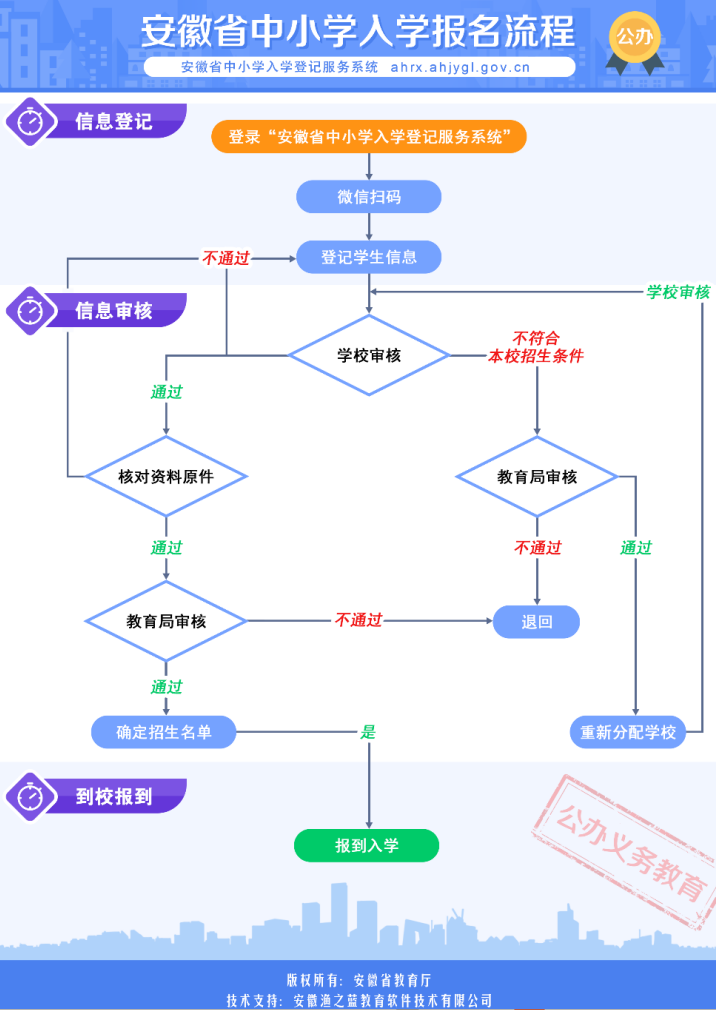 安徽省中小学入学报名流程
公办
安徽省中小学入学登记服务系统 ahrx.ahjygl.gov.cn
信息登记
登录“安徽省中小学入学登记服务系统”
微信扫码
不通过
登记学生信息
学校审核
信息审核
不符合
本校招生条件
学校审核
通过
核对资料原件
教育局审核
通过
不通过
通过
教育局审核
不通过
退回
通过
确定招生名单
是
重新分配学校
到校报到
公办义务教育
报到入学
版权所有：安徽省教育厅
技术支持：安徽渔之蓝教育软件技术有限公司